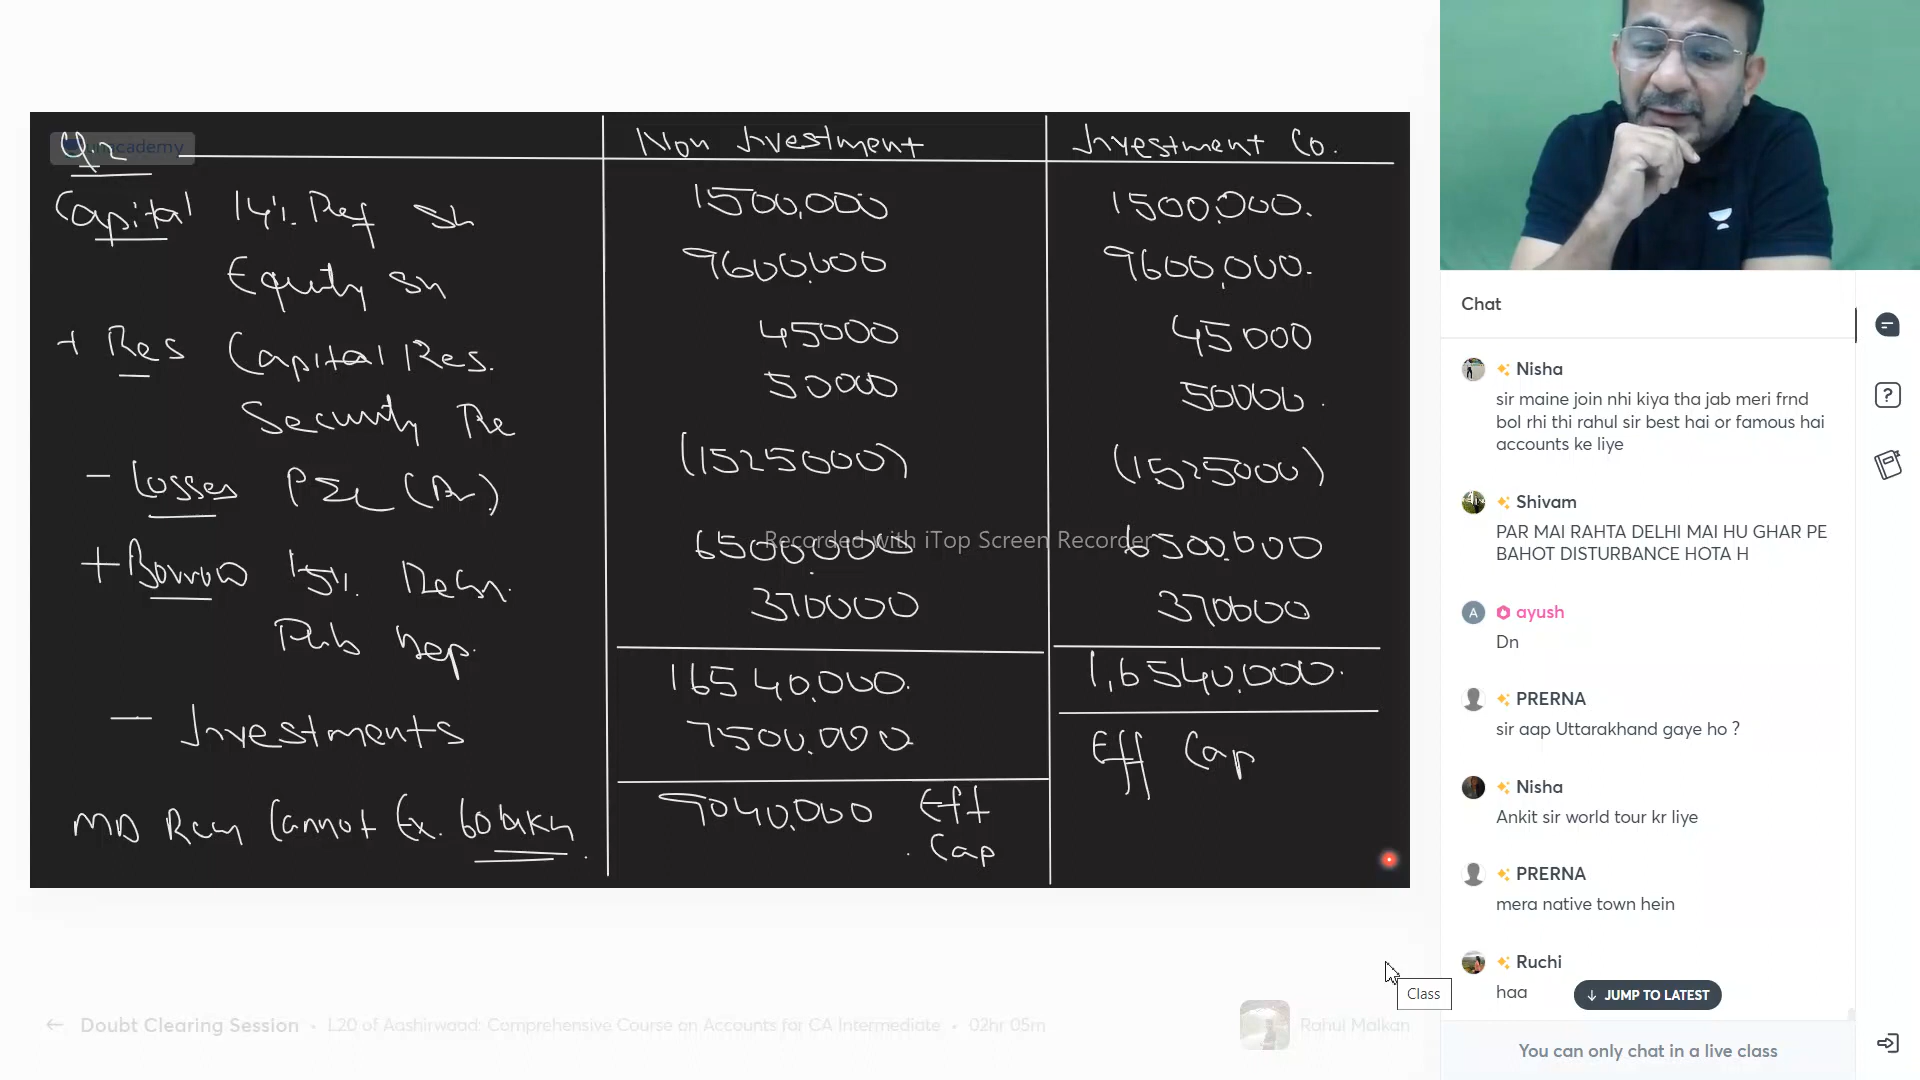 Q.2
unacademy
Non Investment
Investment Co.
Capital 14%. Pref Sh 1500,000 1500,000.
Equity Sh 9600,000 9600,000.
+ Res Capital Res. 45000 45000
Security Re 50000 50000.
- Losses P&L (Dr) (1525000) (1525000)
+ Borrow 15%. Deben. 6500,000 6500,000
Pub Dep. 370000 370000
16540,000. 1,6540,000.
- Investments 7500,000 Eff Cap
9040,000 Eff
Cap
MD Rem Cannot Ex. 60 lakh.
Recorded with iTop Screen Recorder
Chat
Nisha
sir maine join nhi kiya tha jab meri frnd
bol rhi thi rahul sir best hai or famous hai
accounts ke liye
Shivam
PAR MAI RAHTA DELHI MAI HU GHAR PE
BAHOT DISTURBANCE HOTA H
A
ayush
Dn
PRERNA
sir aap Uttarakhand gaye ho ?
Nisha
Ankit sir world tour kr liye
PRERNA
mera native town hein
Ruchi
haa
JUMP TO LATEST
Class
← Doubt Clearing Session • L20 of Aashirwaad: Comprehensive Course on Accounts for CA Intermediate • 02hr 05m
Rahul Malkan
You can only chat in a live class